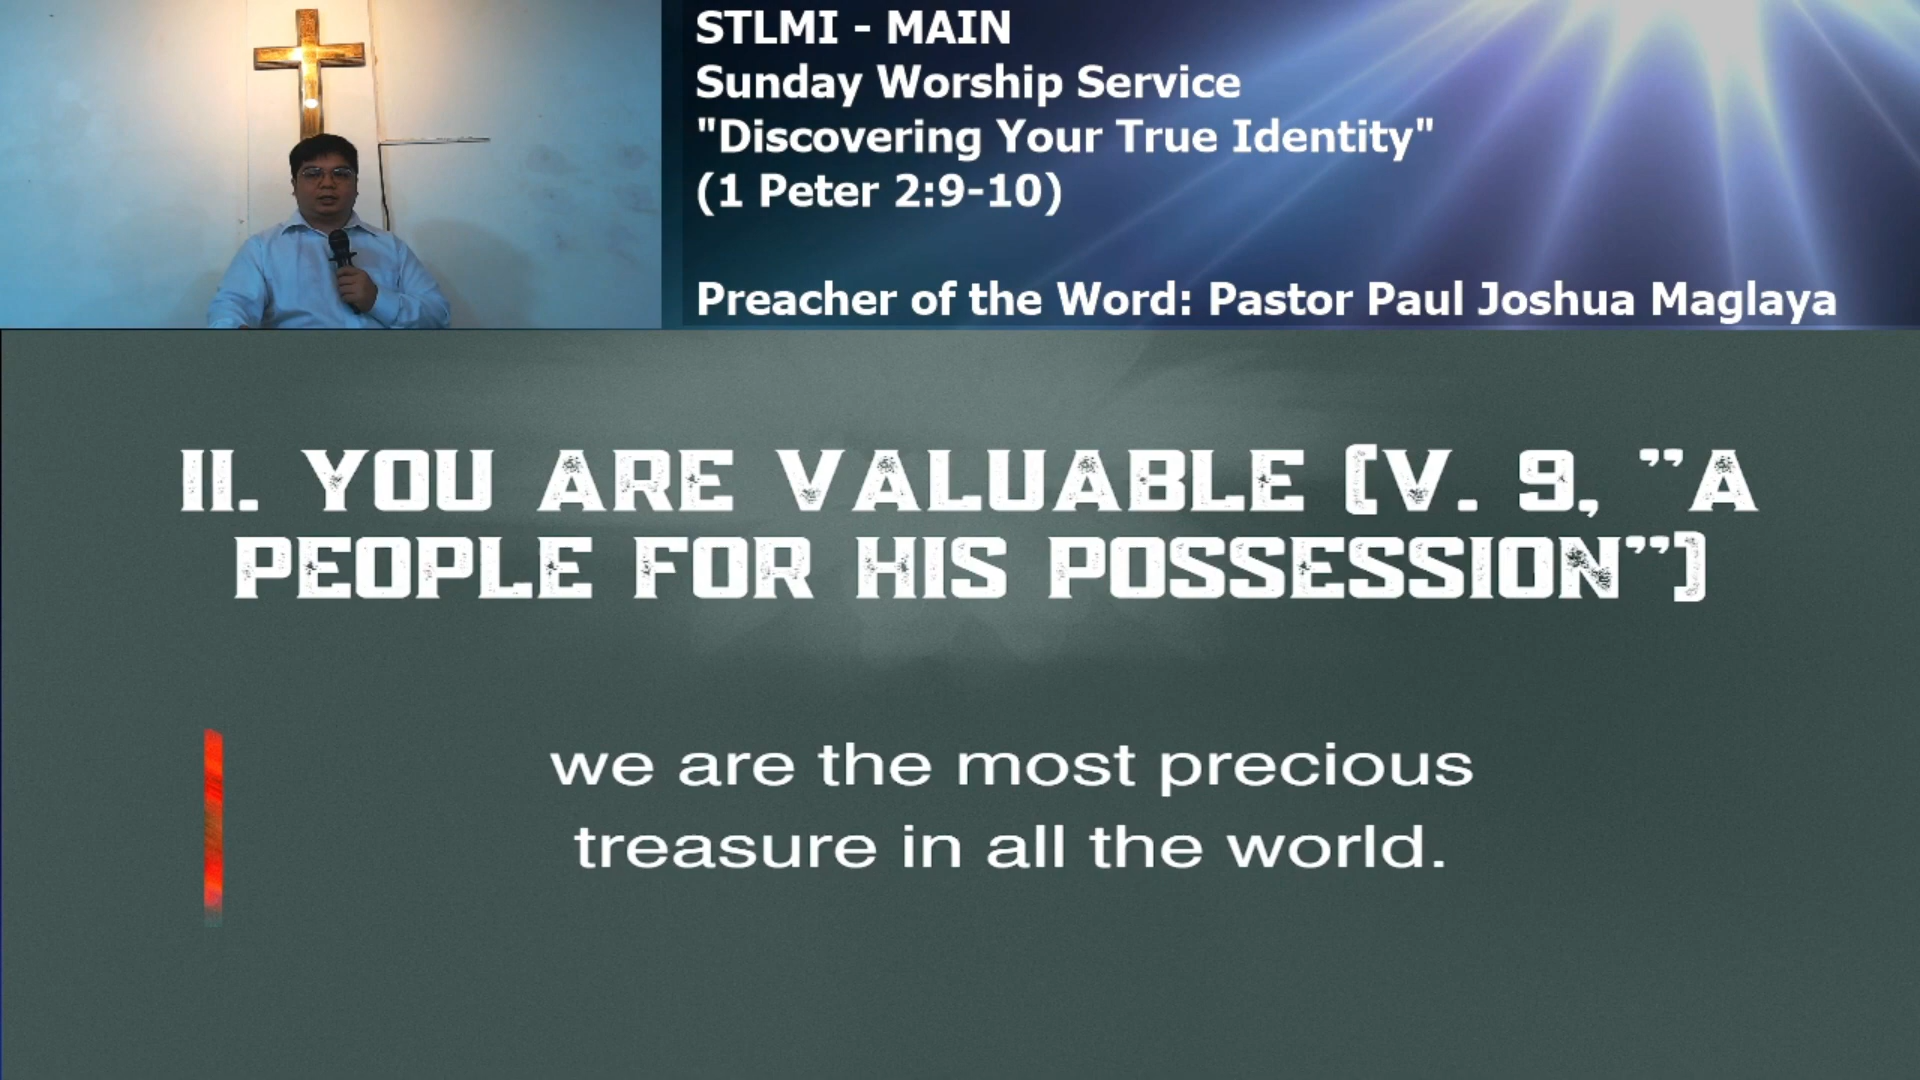 STLMI - MAIN
Sunday Worship Service
"Discovering Your True Identity"
(1 Peter 2:9-10)
Preacher of the Word: Pastor Paul Joshua Maglaya
II. YOU ARE VALUABLE (V. 9, ”A
PEOPLE FOR HIS POSSESSION”)
we are the most precious
treasure in all the world.